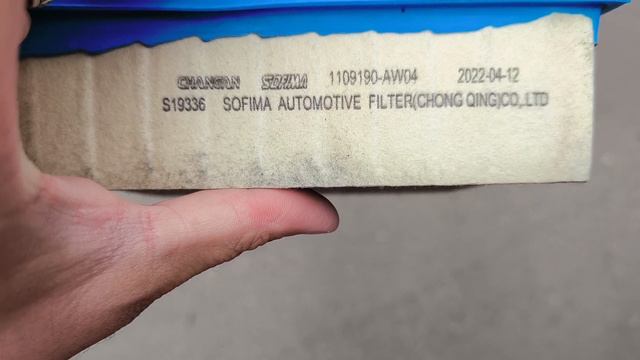 CHANGAN SOFIMA 1109190-AW04 2022-04-12
S19336 SOFIMA AUTOMOTIVE FILTER(CHONG QING)CO,.LTD